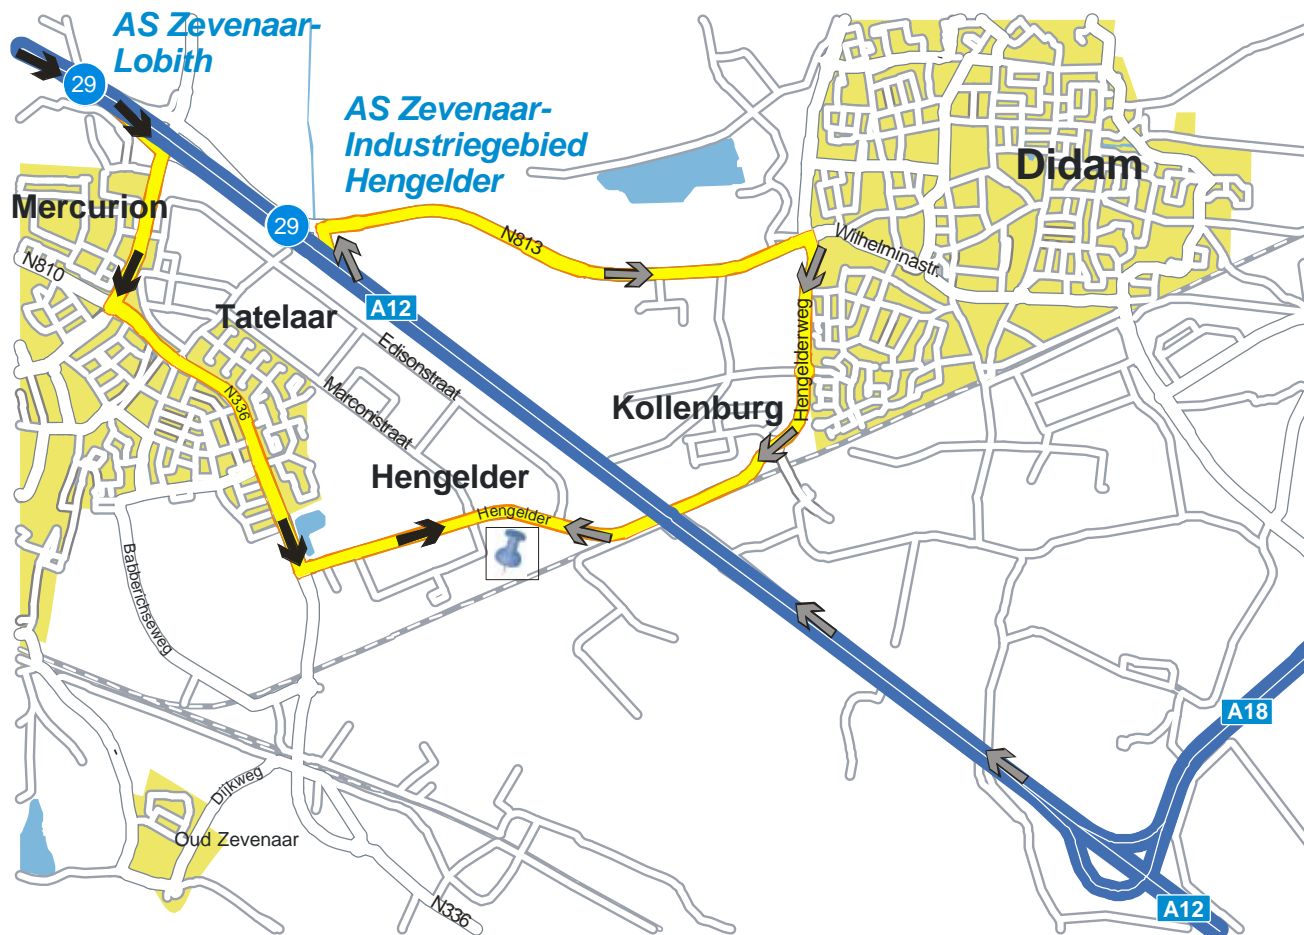 AS Zevenaar-
Lobith
29
AS Zevenaar-
Industriegebied
Hengelder
Didam
Mercurion
29
N813
Wilhelminastr.
N810
A12
Tatelaar
Edisonstraat
Hengelderweg
Marconistraat
N336
Kollenburg
Hengelder
Hengelder
Babberichseweg
A18
Dijkweg
Oud Zevenaar
N336
A12